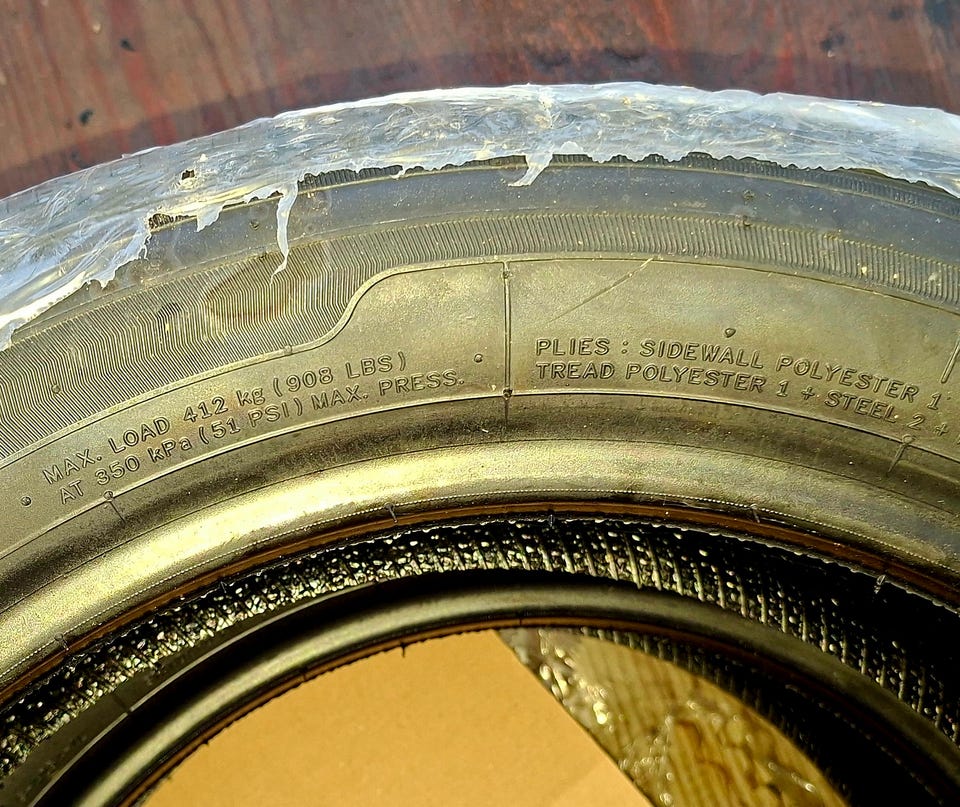 MAX. LOAD 412 kg (908 LBS)
AT 350 kPa (51 PSI) MAX. PRESS.
PLIES : SIDEWALL POLYESTER 1
TREAD POLYESTER 1 + STEEL 2 +